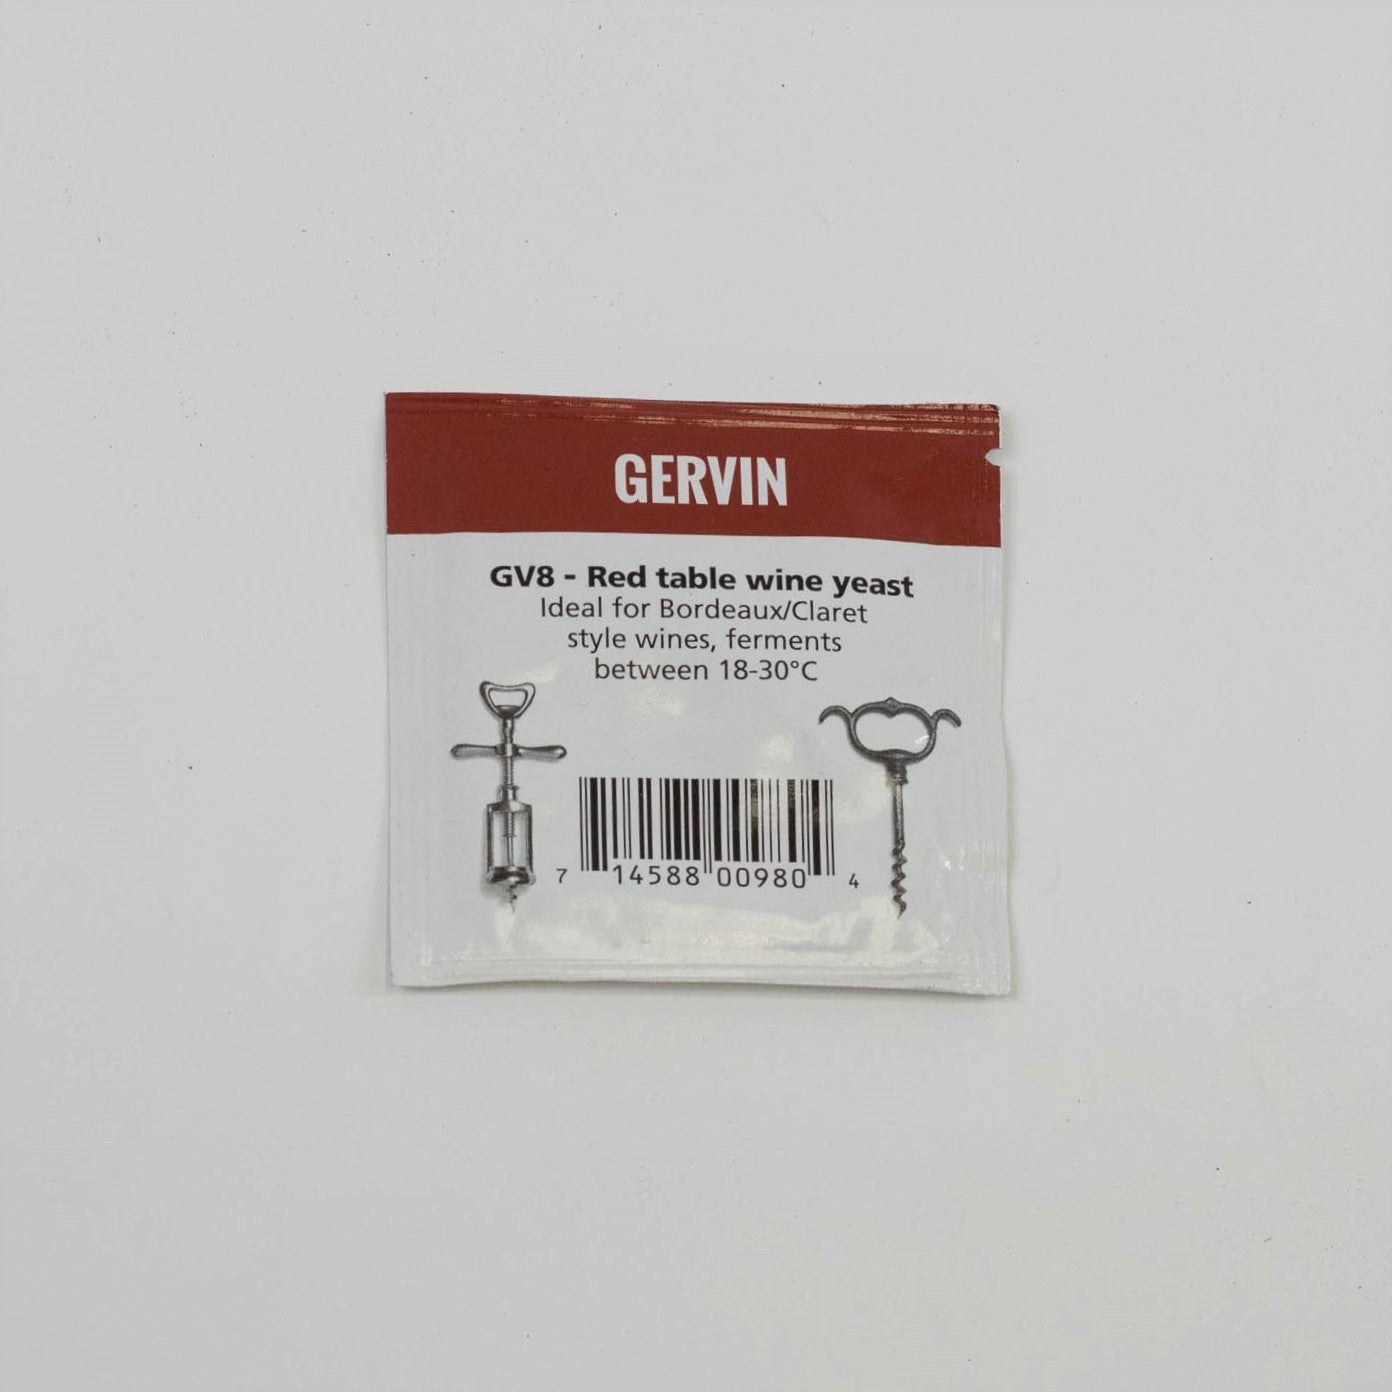 GERVIN
GV8 - Red table wine yeast
Ideal for Bordeaux/Claret
style wines, ferments
between 18-30°C
7 14588 00980 4